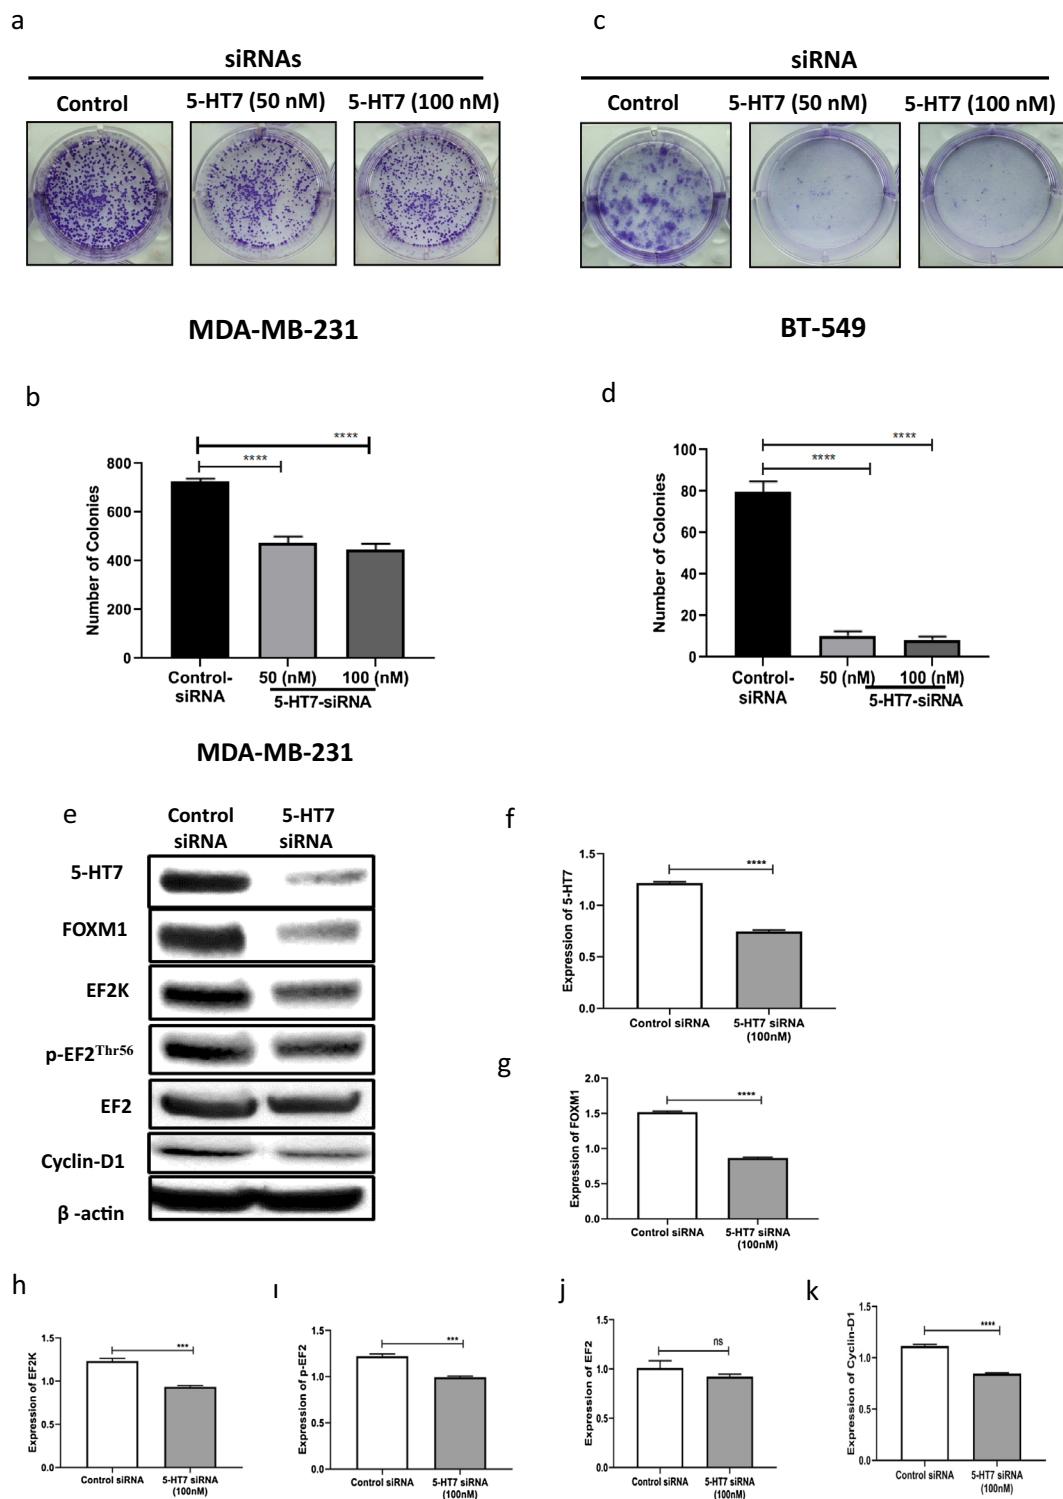 a
siRNAs
Control 5-HT7 (50 nM) 5-HT7 (100 nM)
MDA-MB-231
c
siRNA
Control 5-HT7 (50 nM) 5-HT7 (100 nM)
BT-549
b
****
****
Number of Colonies
800
600
400
200
0
Control-siRNA
50 (nM) 100 (nM)
5-HT7-siRNA
MDA-MB-231
d
****
****
Number of Colonies
100
80
60
40
20
0
Control-
siRNA
50 (nM) 100 (nM)
5-HT7-siRNA
e
Control 5-HT7
siRNA siRNA
5-HT7
FOXM1
EF2K
p-EF2Thr56
EF2
Cyclin-D1
β -actin
f
Expression of 5-HT7
1.5
1.0
0.5
0.0
****
Control siRNA 5-HT7 siRNA
(100nM)
g
Expression of FOXM1
2.0
1.5
1.0
0.5
0.0
****
Control siRNA 5-HT7 siRNA
(100nM)
h
Expression of EF2K
1.5
1.0
0.5
0.0
***
Control siRNA 5-HT7 siRNA
(100nM)
ı
Expression of p-EF2
1.5
1.0
0.5
0.0
***
Control siRNA 5-HT7 siRNA
(100nM)
j
Expression of EF2
1.5
1.0
0.5
0.0
ns
Control siRNA 5-HT7 siRNA
(100nM)
k
Expression of Cyclin-D1
1.5
1.0
0.5
0.0
****
Control siRNA 5-HT7 siRNA
(100nM)